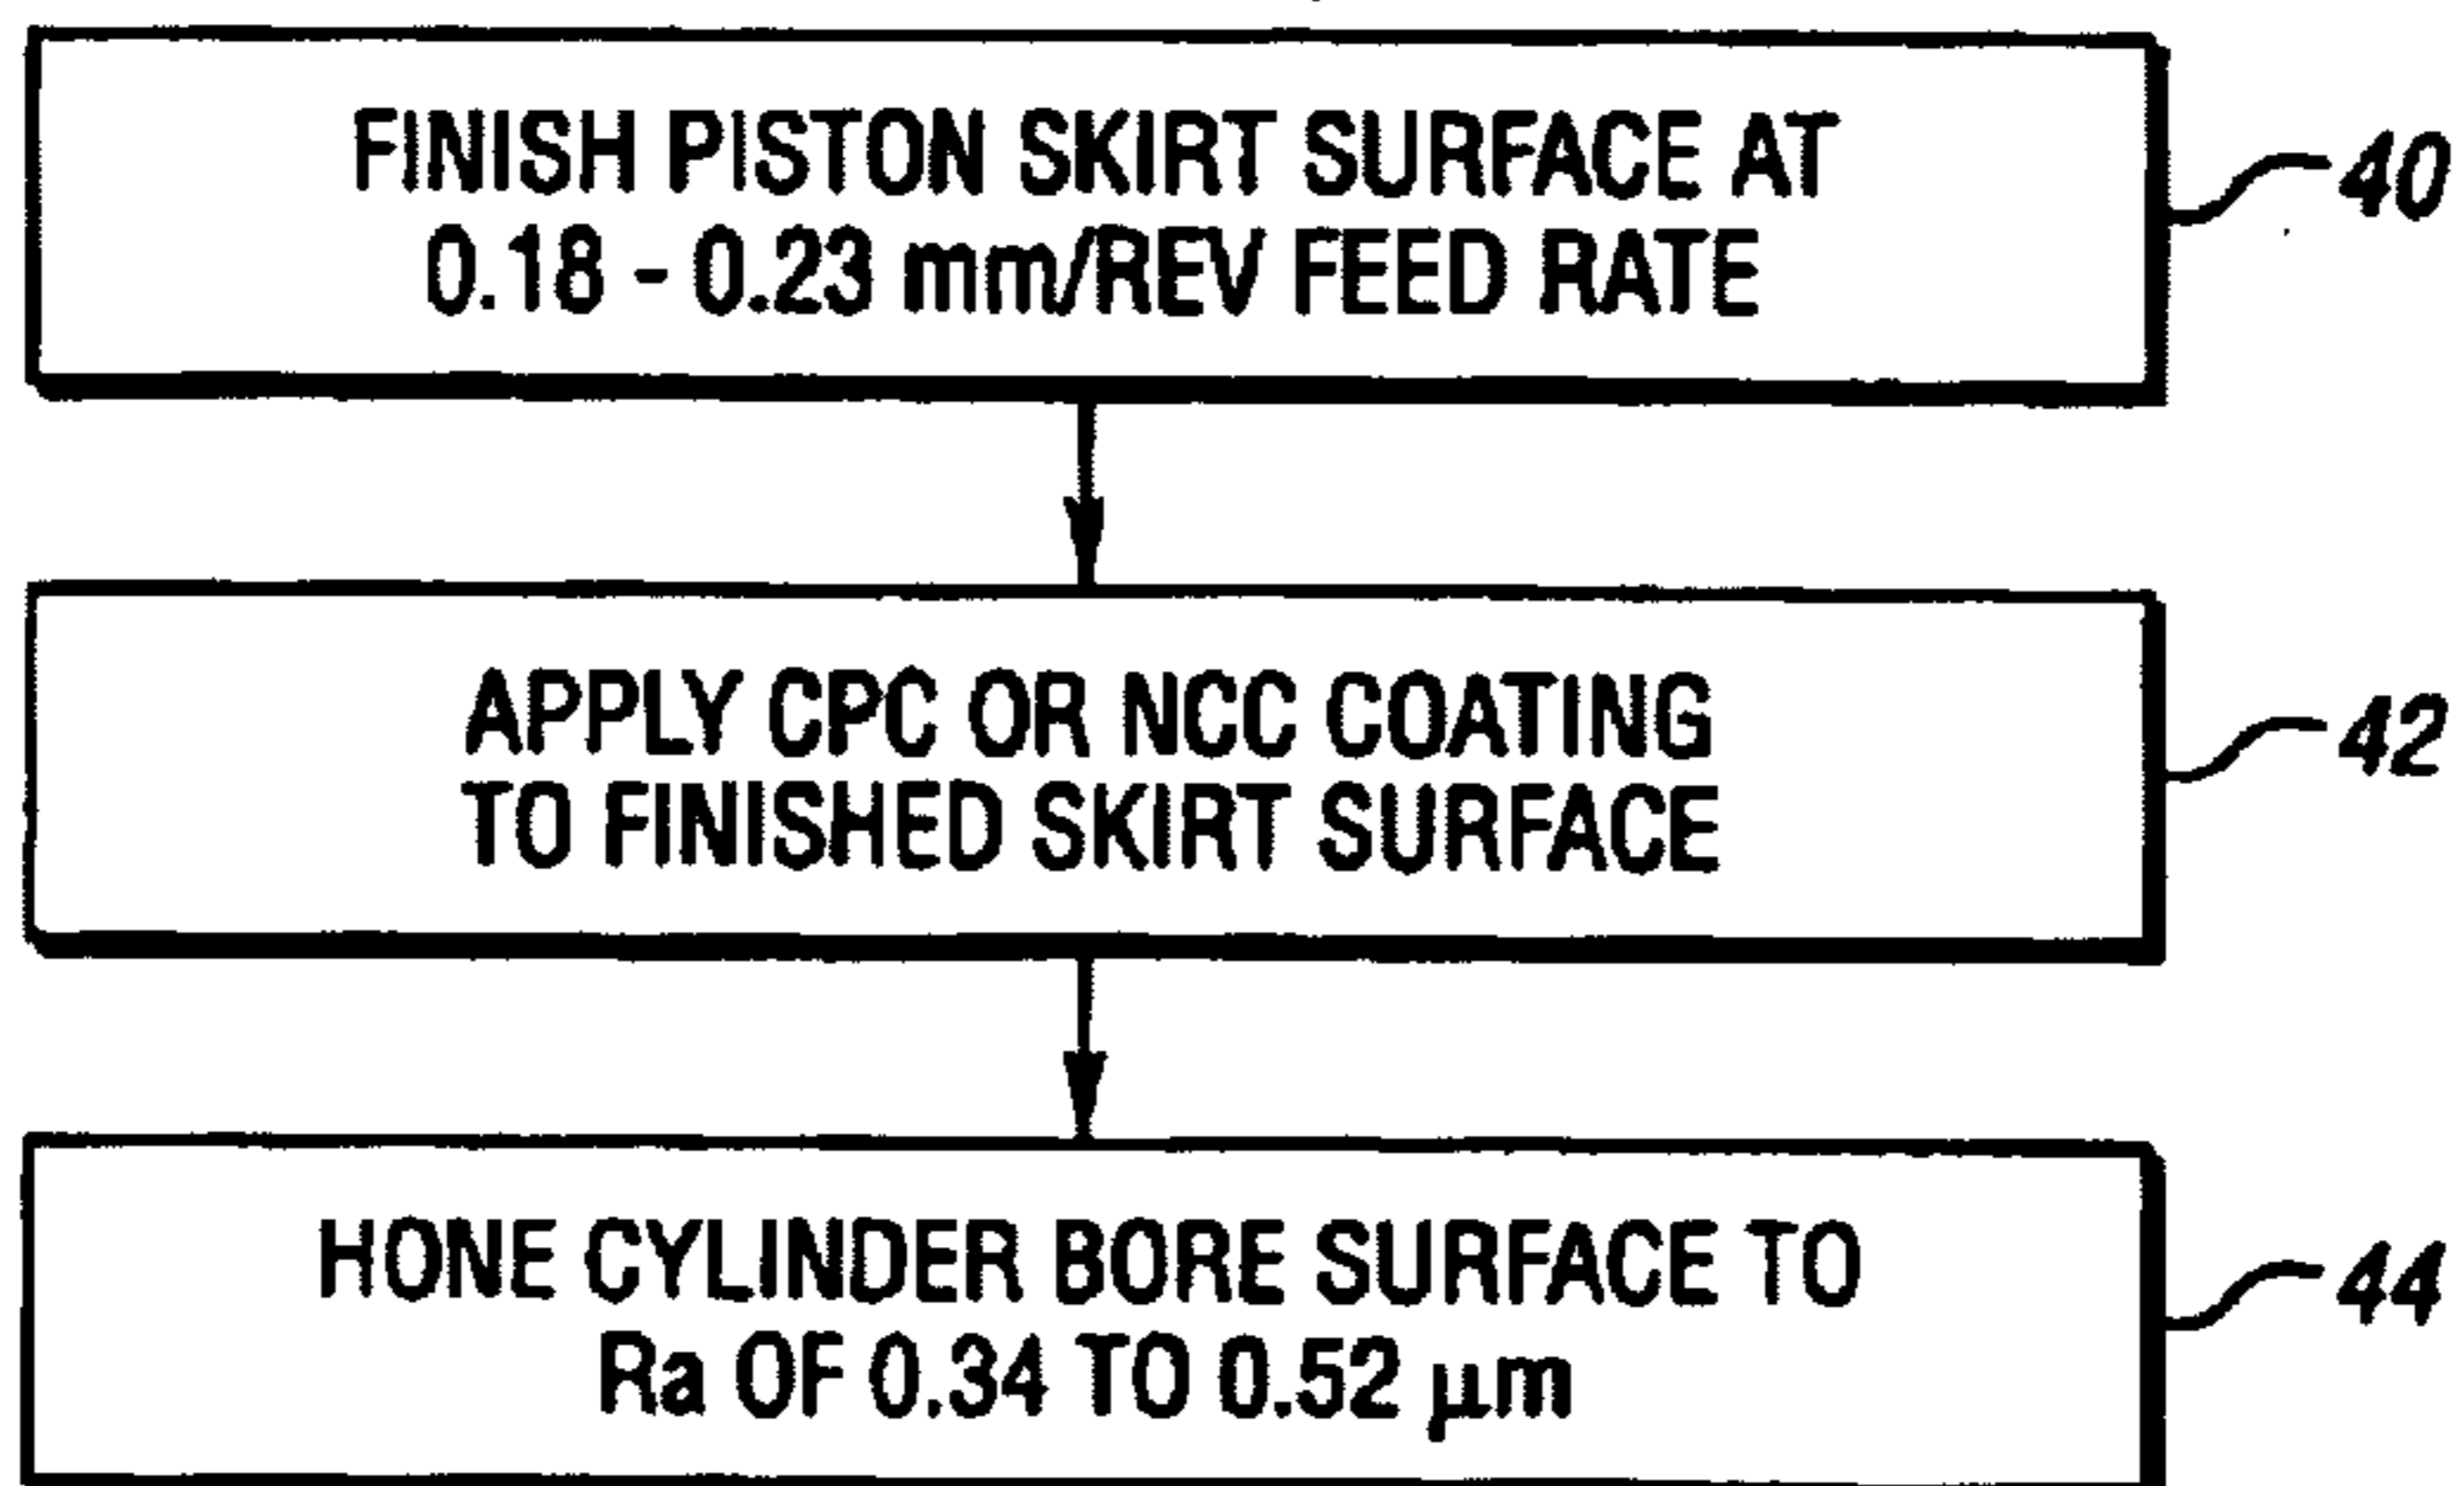 FINISH PISTON SKIRT SURFACE AT
0.18 - 0.23 mm/REV FEED RATE
40
APPLY CPC OR NCC COATING
TO FINISHED SKIRT SURFACE
42
HONE CYLINDER BORE SURFACE TO
Ra OF 0.34 TO 0.52 µm
44